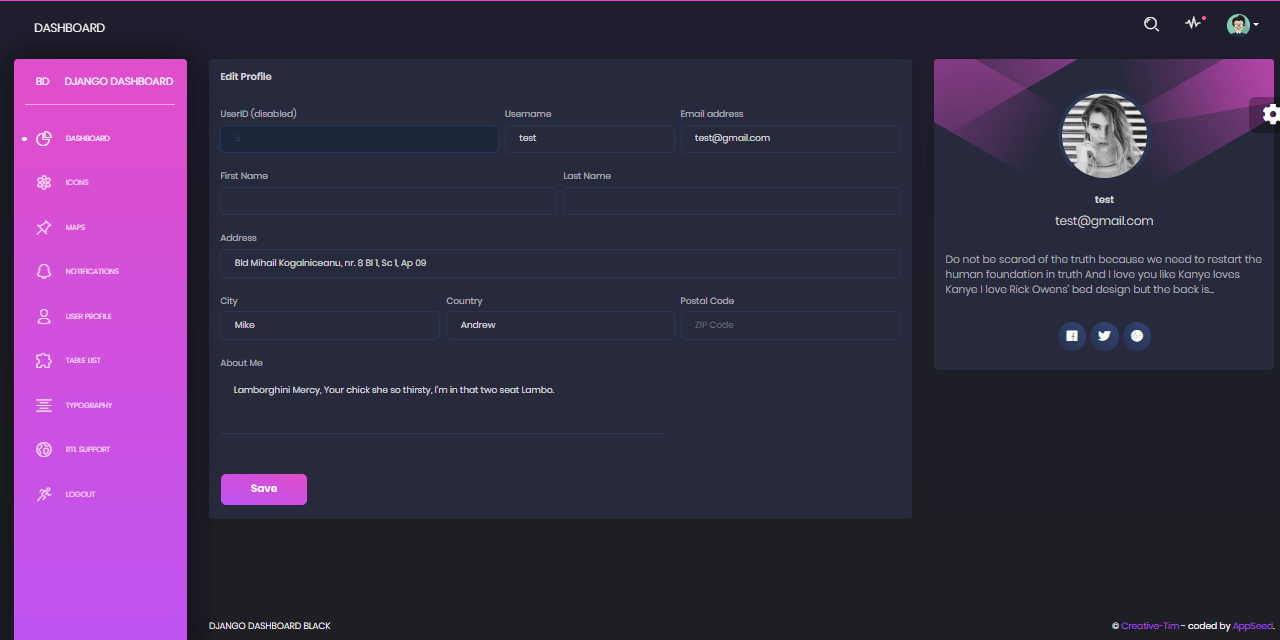 DASHBOARD
BD DJANGO DASHBOARD
DASHBOARD
ICONS
MAPS
NOTIFICATIONS
USER PROFILE
TABLE LIST
TYPOGRAPHY
RTL SUPPORT
LOGOUT
Edit Profile
UserID (disabled) Username Email address
5 test test@gmail.com
First Name Last Name
Address
Bld Mihail Kogalniceanu, nr. 8 Bl 1, Sc 1, Ap 09
City Country Postal Code
Mike Andrew ZIP Code
About Me
Lamborghini Mercy, Your chick she so thirsty, I'm in that two seat Lambo.
Save
test
test@gmail.com
Do not be scared of the truth because we need to restart the
human foundation in truth And I love you like Kanye loves
Kanye I love Rick Owens' bed design but the back is...
DJANGO DASHBOARD BLACK
© Creative-Tim - coded by AppSeed.